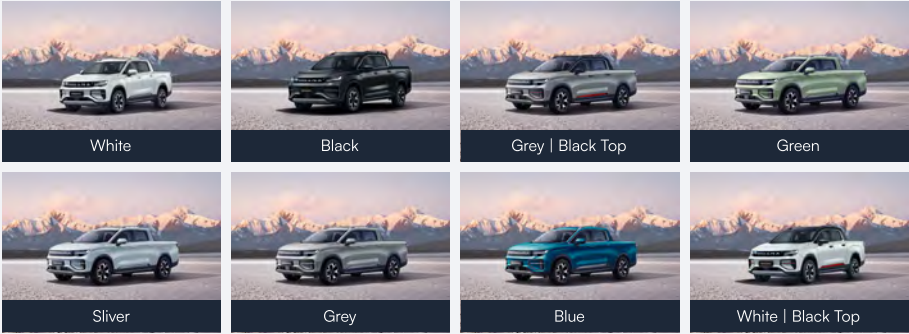 White
Black
Grey | Black Top
Green
Sliver
Grey
Blue
White | Black Top